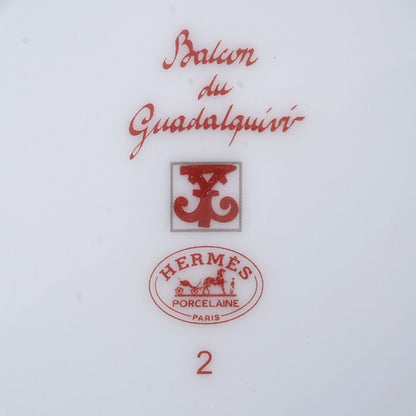 Balcon
du
Guadalquivir
HERMÈS
PORCELAINE
PARIS
2